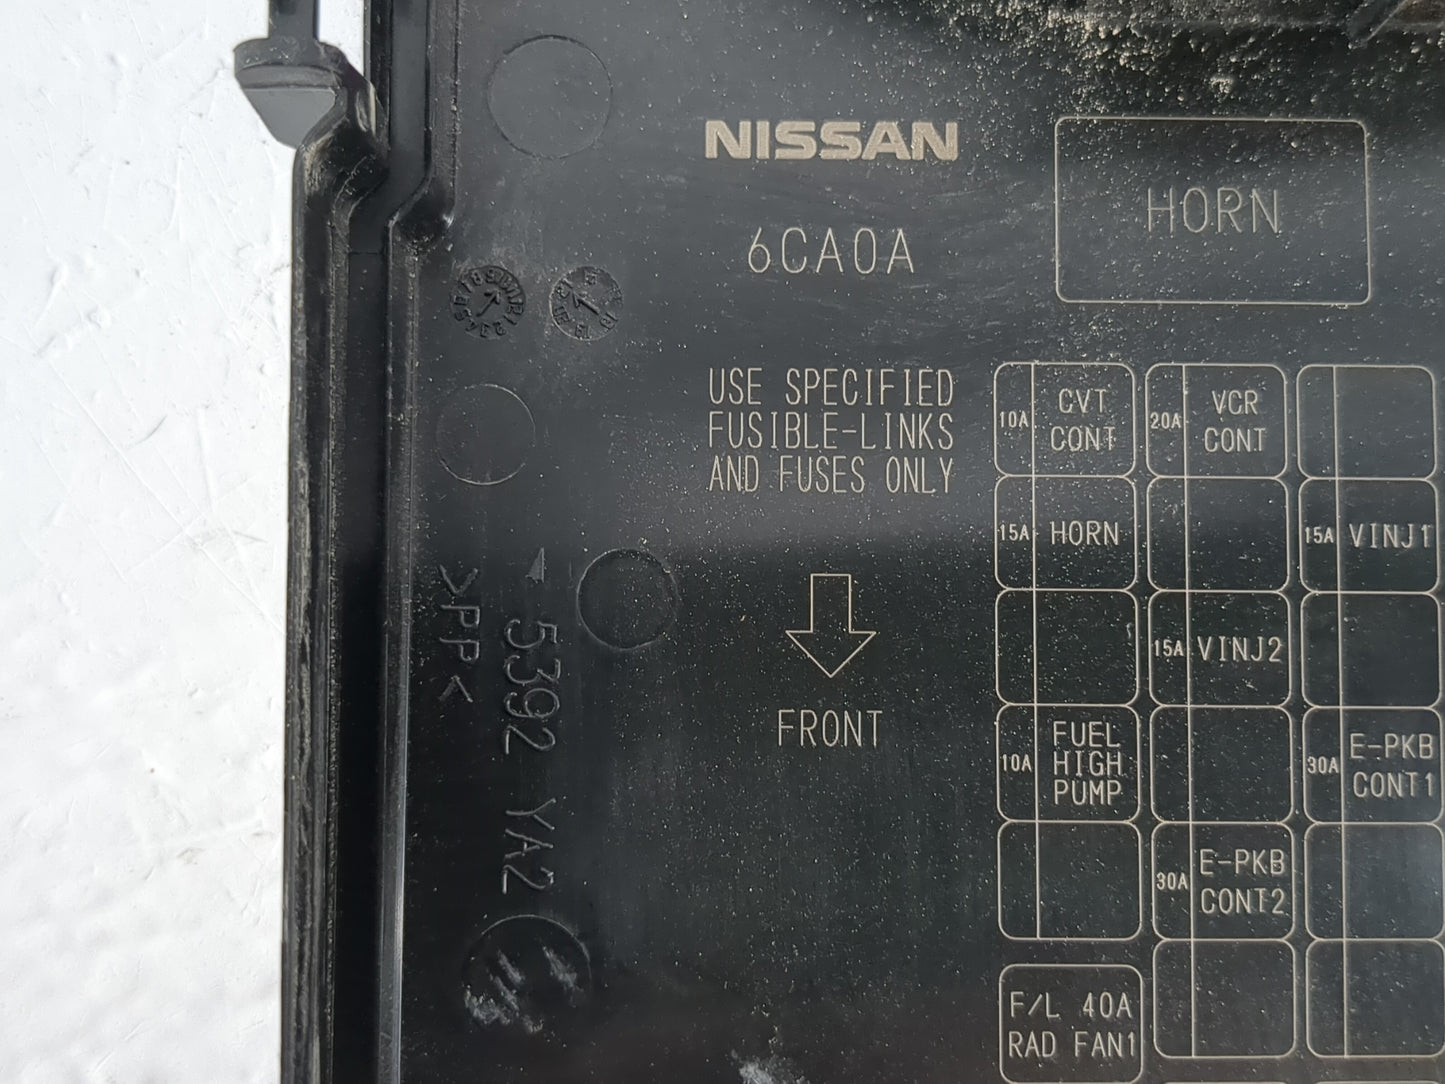 NISSAN
HORN
6CA0A
USE SPECIFIED
FUSIBLE-LINKS
AND FUSES ONLY
FRONT
10A CVT
CONT
20A VCR
CONT
15A HORN
15A VINJ1
15A VINJ2
10A FUEL
HIGH
PUMP
30A E-PKB
CONT1
30A E-PKB
CONT2
F/L 40A
RAD FAN1
>PP<
5392 YA2